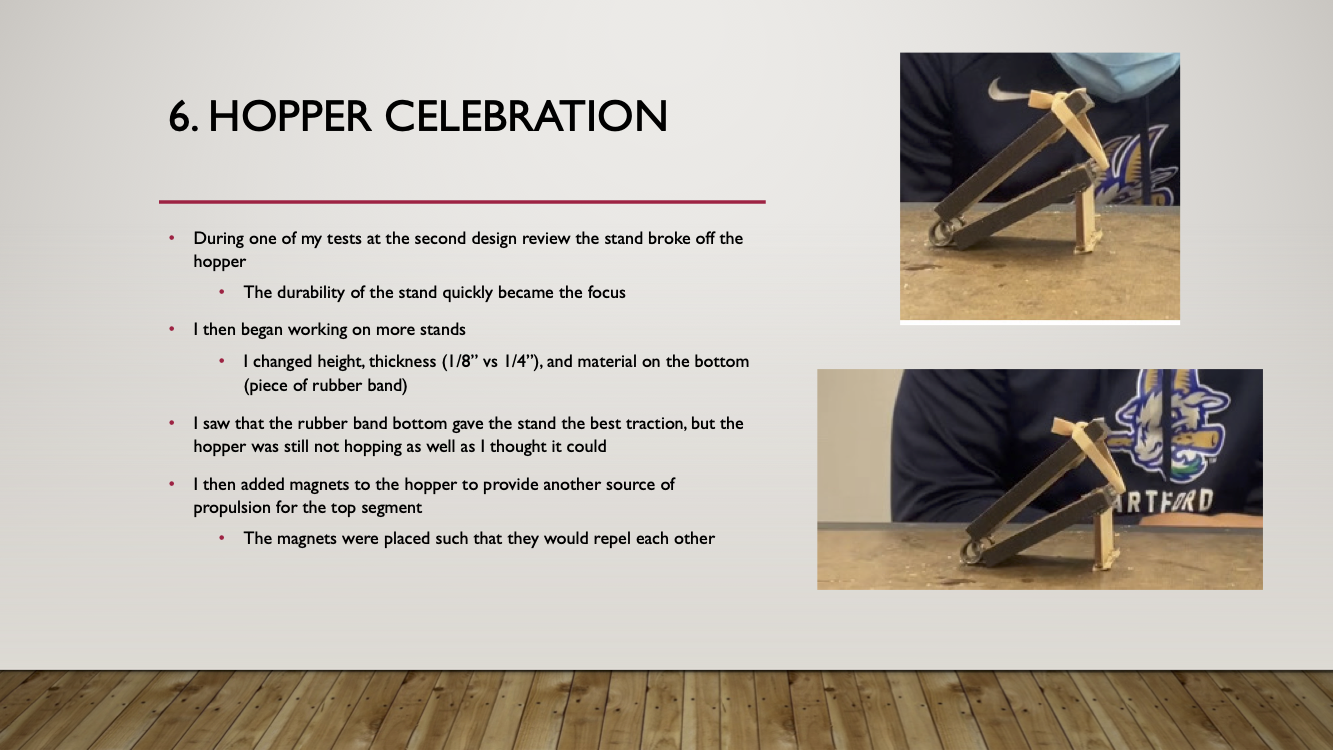 6. HOPPER CELEBRATION
• During one of my tests at the second design review the stand broke off the
hopper
• The durability of the stand quickly became the focus
• I then began working on more stands
• I changed height, thickness (1/8” vs 1/4”), and material on the bottom
(piece of rubber band)
• I saw that the rubber band bottom gave the stand the best traction, but the
hopper was still not hopping as well as I thought it could
• I then added magnets to the hopper to provide another source of
propulsion for the top segment
• The magnets were placed such that they would repel each other
ARTFORD